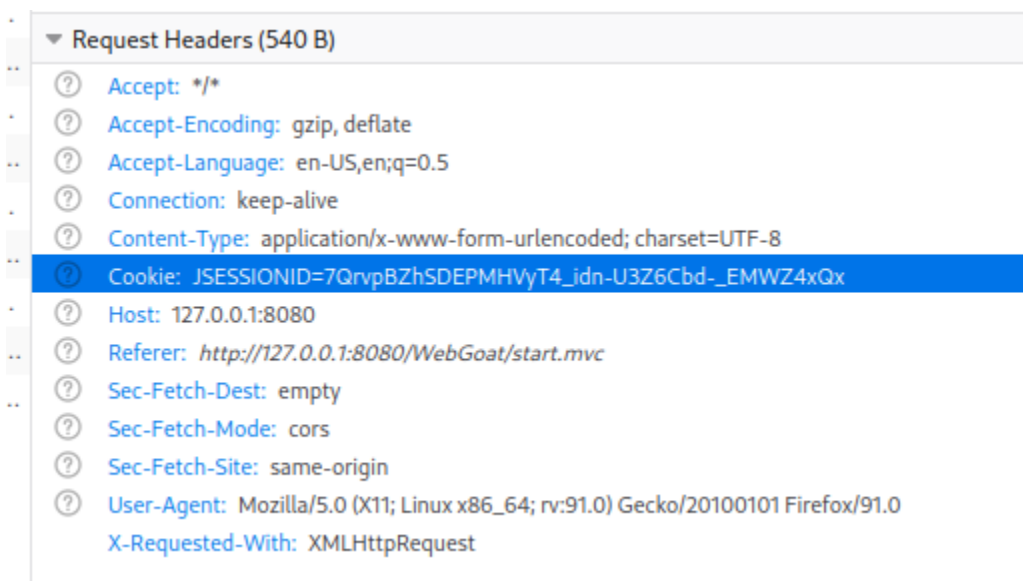 Request Headers (540 B)
Accept: */*
Accept-Encoding: gzip, deflate
Accept-Language: en-US,en;q=0.5
Connection: keep-alive
Content-Type: application/x-www-form-urlencoded; charset=UTF-8
Cookie: JSESSIONID=7QrvpBZhSDEPMHVyT4_idn-U3Z6Cbd-_EMWZ4xQx
Host: 127.0.0.1:8080
Referer: http://127.0.0.1:8080/WebGoat/start.mvc
Sec-Fetch-Dest: empty
Sec-Fetch-Mode: cors
Sec-Fetch-Site: same-origin
User-Agent: Mozilla/5.0 (X11; Linux x86_64; rv:91.0) Gecko/20100101 Firefox/91.0
X-Requested-With: XMLHttpRequest